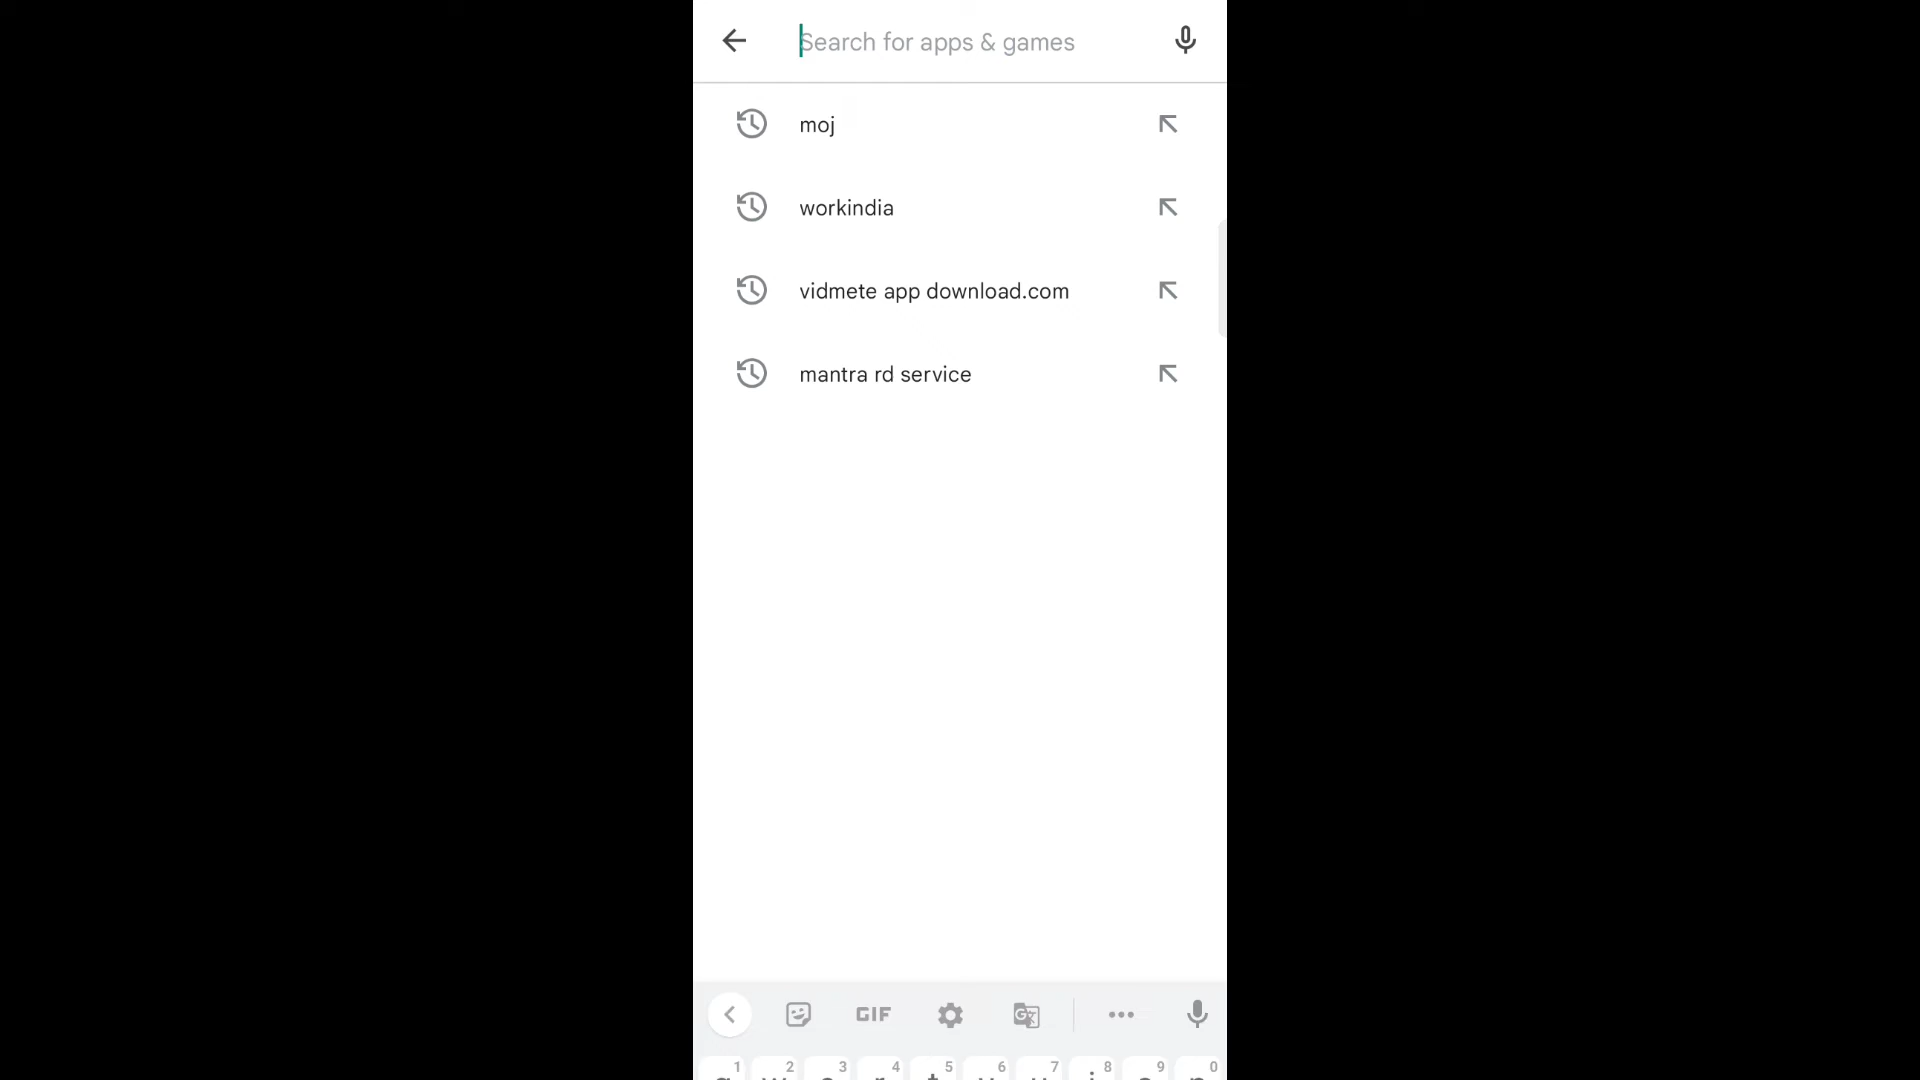 Search for apps & games
moj
workindia
vidmete app download.com
mantra rd service
GIF
1 2 3 4 5 6 7 8 9 0